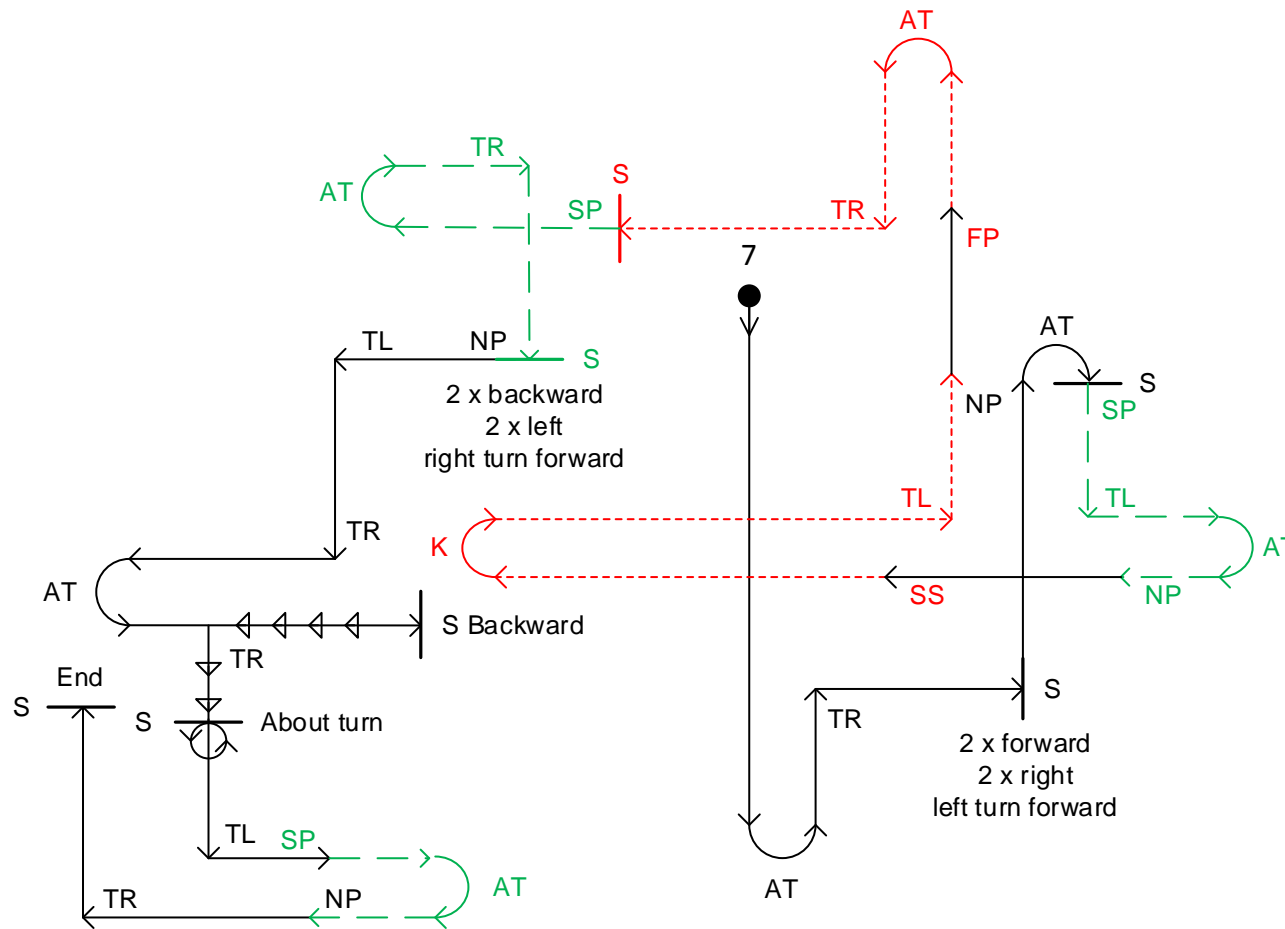 AT
TR
AT
S
SP
TR
7
FP
AT
TL
NP
S
S
NP
SP
2 x backward
2 x left
right turn forward
TL
TL
TR
K
AT
SS
NP
AT
S Backward
TR
End
S
S
About turn
S
TR
2 x forward
2 x right
left turn forward
TL
SP
AT
AT
TR
NP